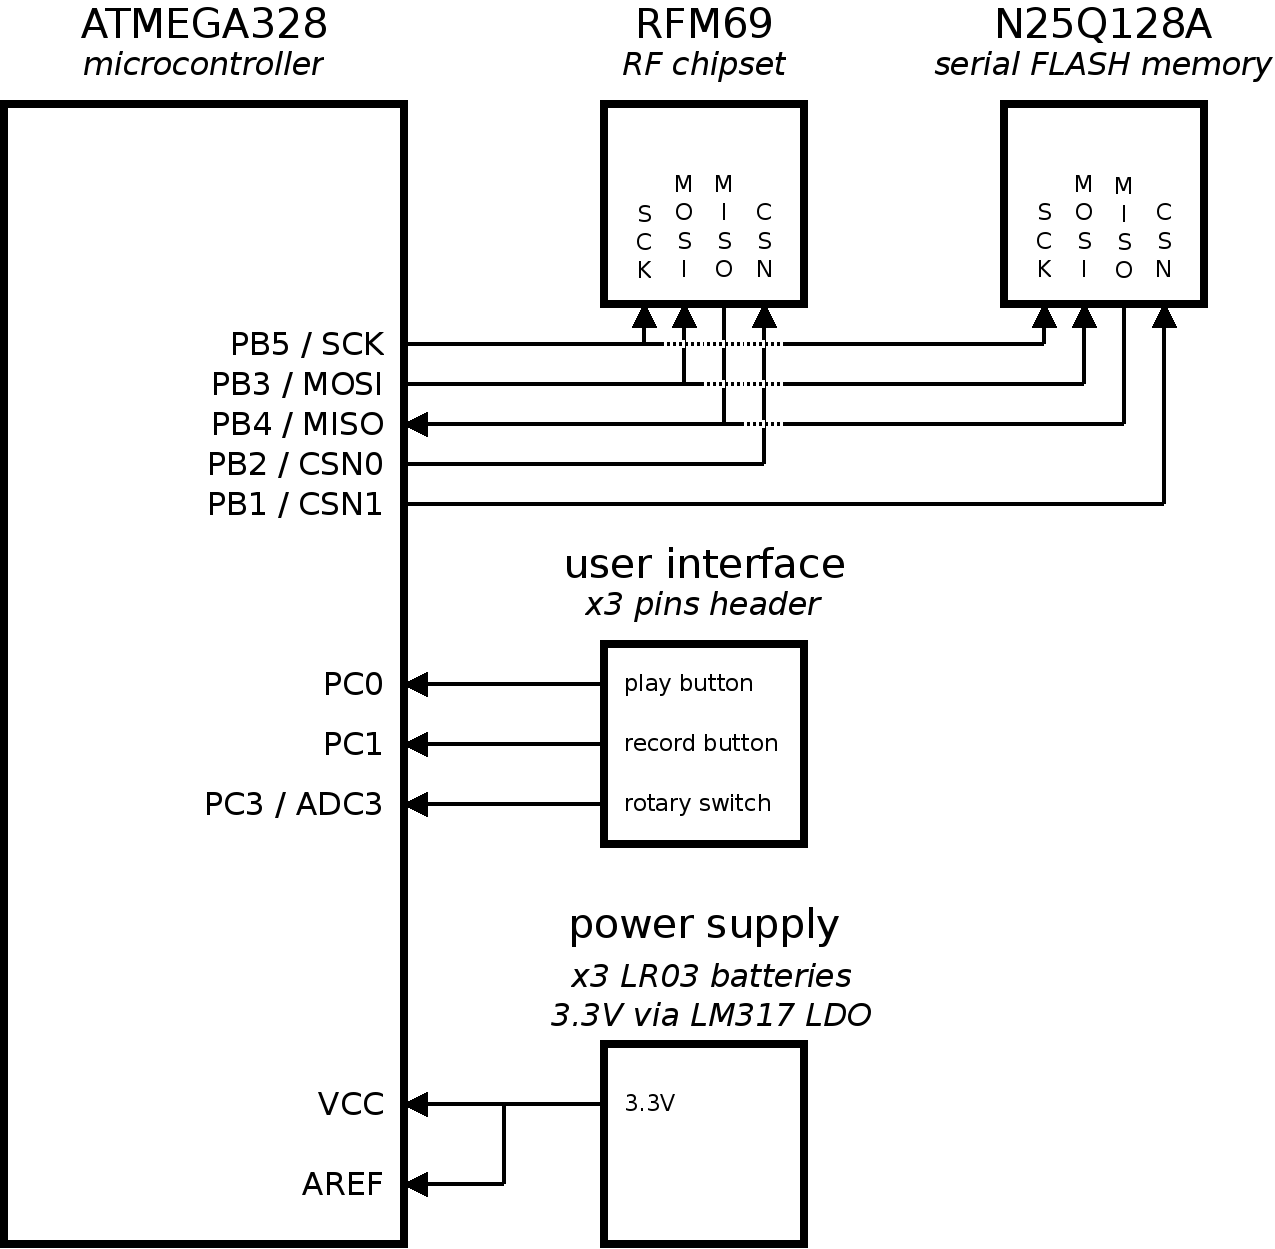 ATMEGA328
microcontroller
RFM69
RF chipset
N25Q128A
serial FLASH memory
SCK
MOSI
MISO
CSN
SCK
MOSI
MISO
CSN
PB5 / SCK
PB3 / MOSI
PB4 / MISO
PB2 / CSN0
PB1 / CSN1
user interface
x3 pins header
PC0
play button
PC1
record button
PC3 / ADC3
rotary switch
power supply
x3 LR03 batteries
3.3V via LM317 LDO
VCC
3.3V
AREF